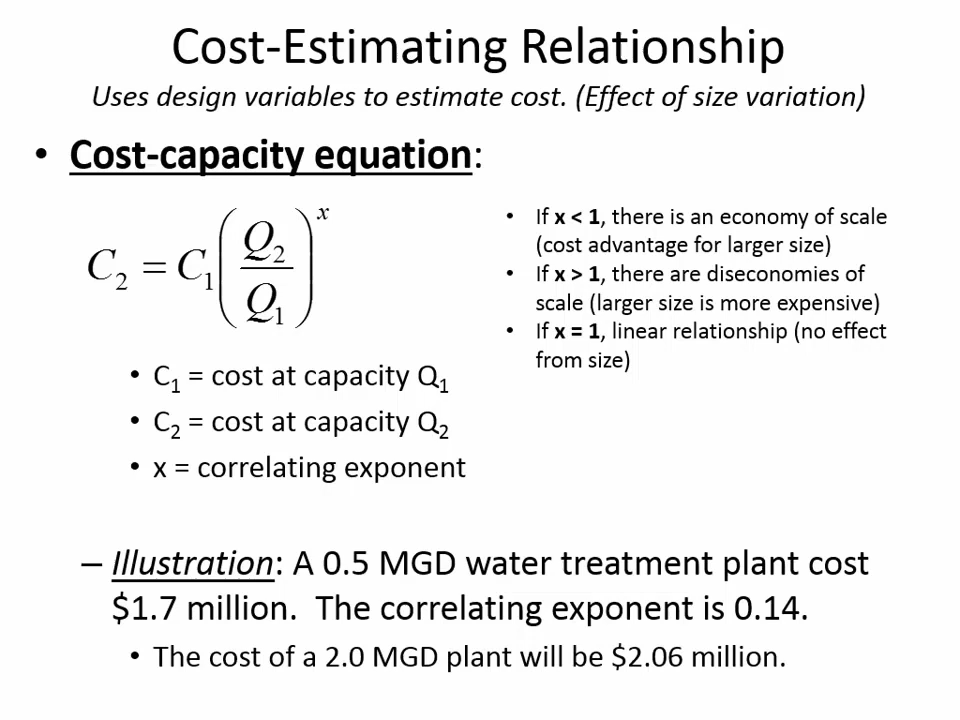 Cost-Estimating Relationship
Uses design variables to estimate cost. (Effect of size variation)
• Cost-capacity equation:
C₂ = C₁(Q₂/Q₁)ˣ
• C₁ = cost at capacity Q₁
• C₂ = cost at capacity Q₂
• x = correlating exponent
• If x < 1, there is an economy of scale
(cost advantage for larger size)
• If x > 1, there are diseconomies of
scale (larger size is more expensive)
• If x = 1, linear relationship (no effect
from size)
– Illustration: A 0.5 MGD water treatment plant cost
$1.7 million. The correlating exponent is 0.14.
• The cost of a 2.0 MGD plant will be $2.06 million.